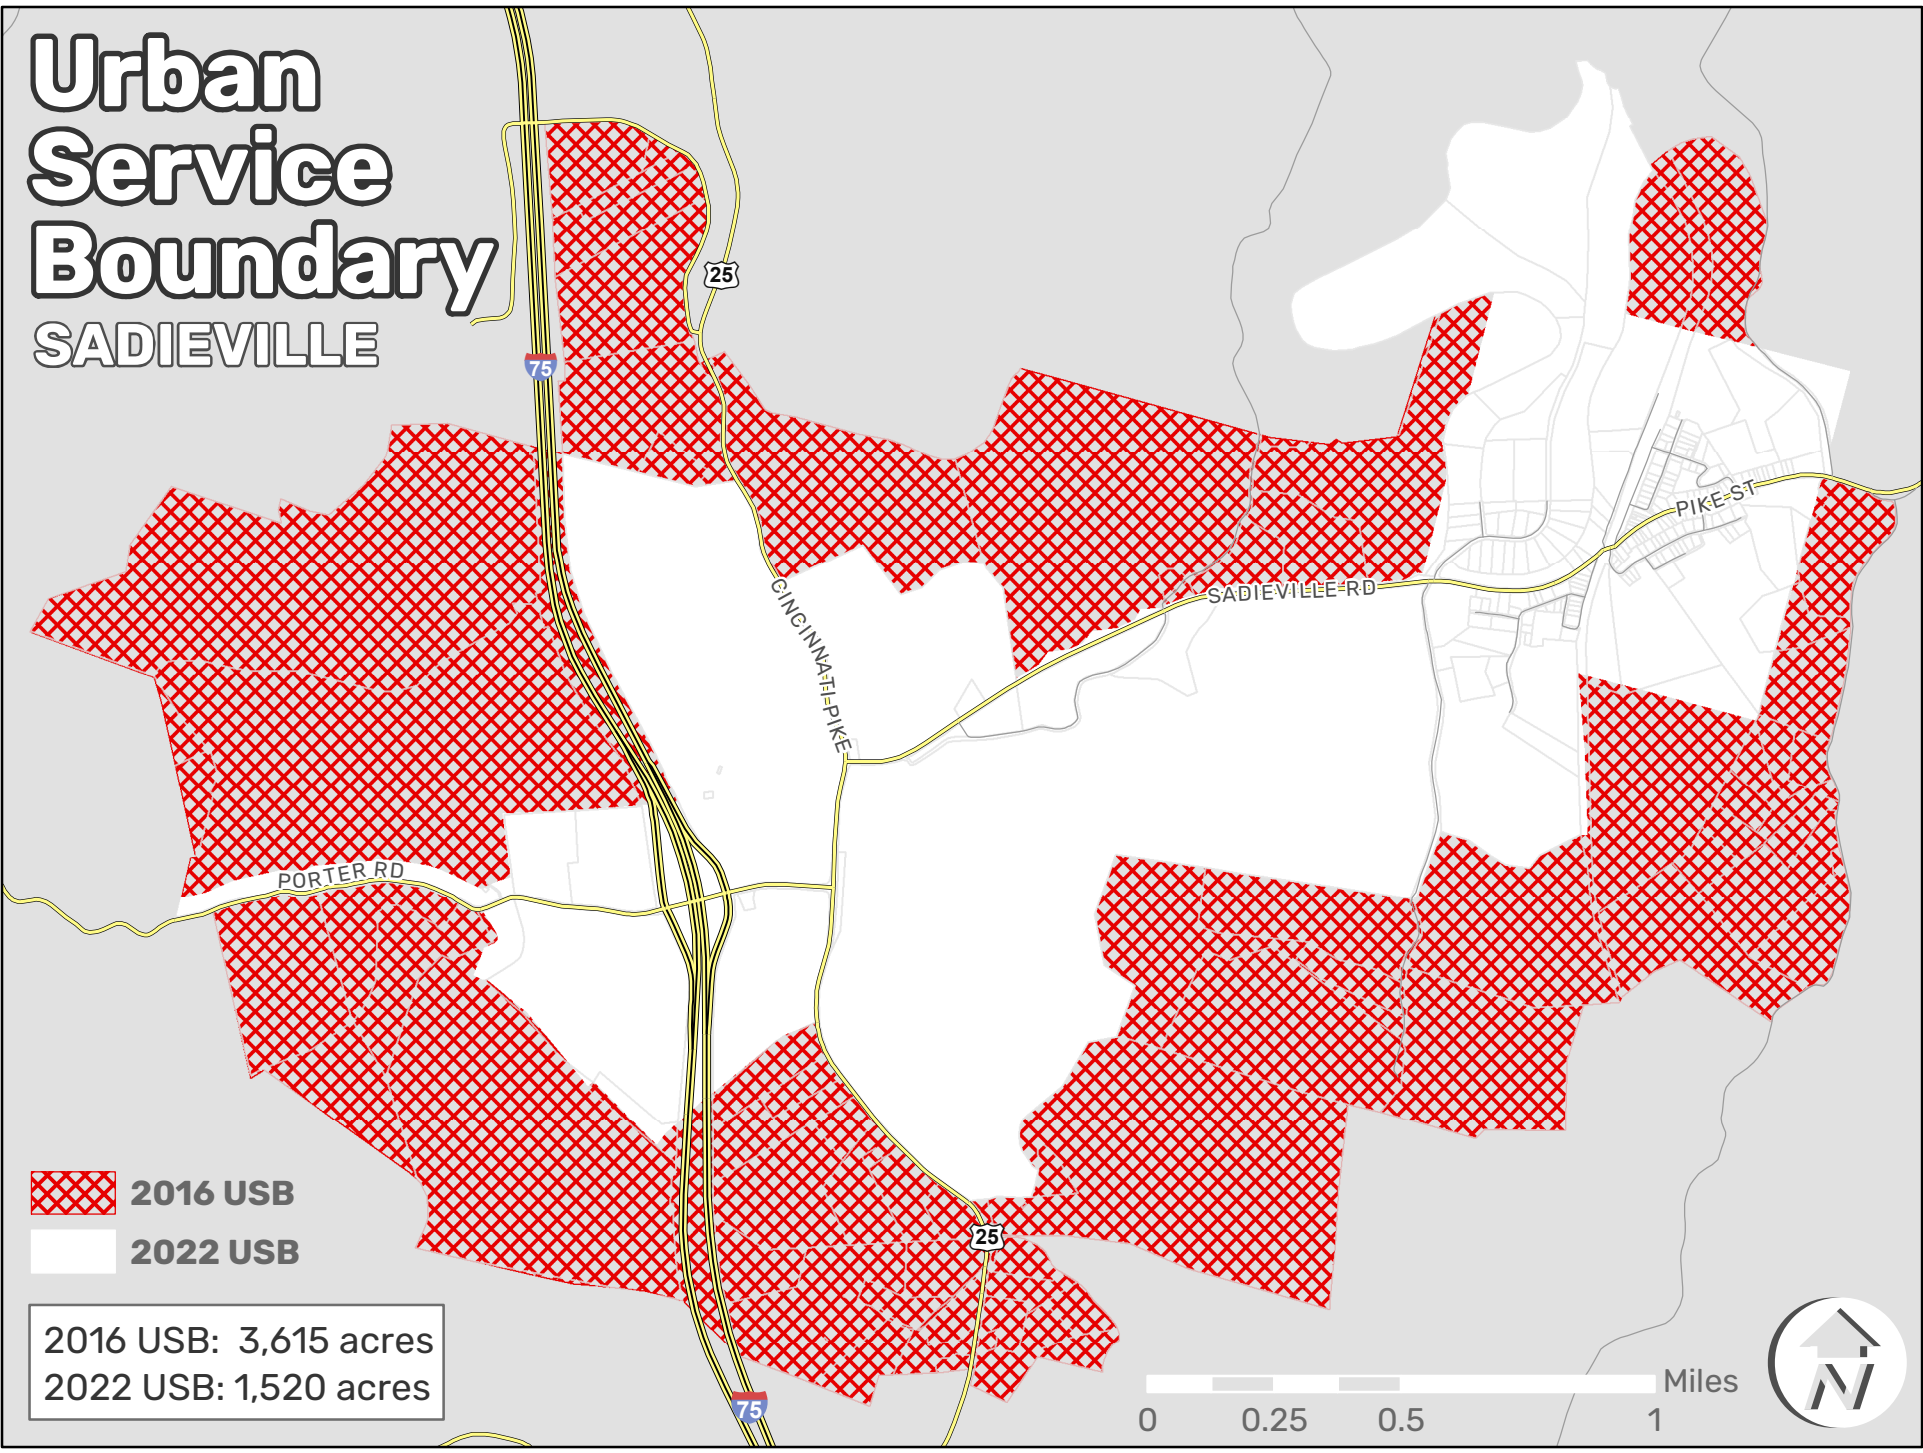 Urban
Service
Boundary
SADIEVILLE
25
75
PIKE ST
SADIEVILLE RD
CINCINNATI PIKE
PORTER RD
2016 USB
2022 USB
25
2016 USB: 3,615 acres
2022 USB: 1,520 acres
75
Miles
0 0.25 0.5 1
N